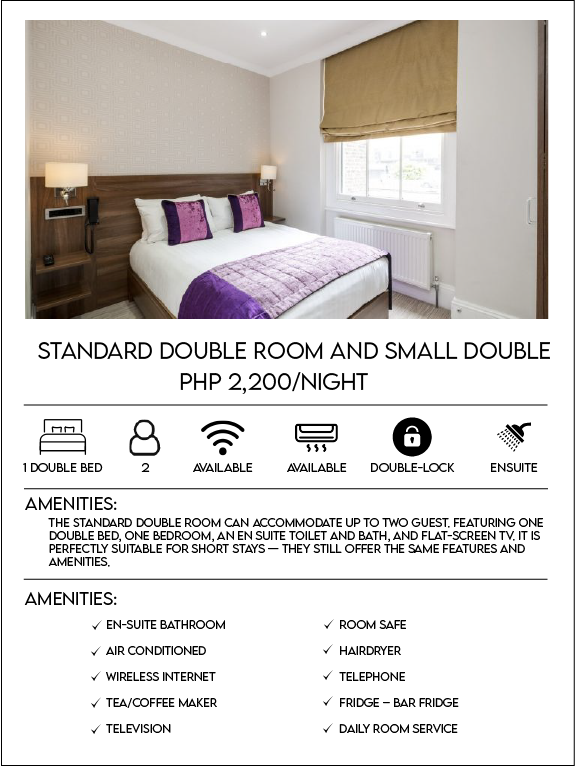 STANDARD DOUBLE ROOM AND SMALL DOUBLE
PHP 2,200/NIGHT
1 DOUBLE BED
2
AVAILABLE
AVAILABLE
DOUBLE-LOCK
ENSUITE
AMENITIES:
THE STANDARD DOUBLE ROOM CAN ACCOMMODATE UP TO TWO GUEST. FEATURING ONE
DOUBLE BED, ONE BEDROOM, AN EN SUITE TOILET AND BATH, AND FLAT-SCREEN TV. IT IS
PERFECTLY SUITABLE FOR SHORT STAYS — THEY STILL OFFER THE SAME FEATURES AND
AMENITIES.
AMENITIES:
✓ EN-SUITE BATHROOM
✓ AIR CONDITIONED
✓ WIRELESS INTERNET
✓ TEA/COFFEE MAKER
✓ TELEVISION
✓ ROOM SAFE
✓ HAIRDRYER
✓ TELEPHONE
✓ FRIDGE – BAR FRIDGE
✓ DAILY ROOM SERVICE